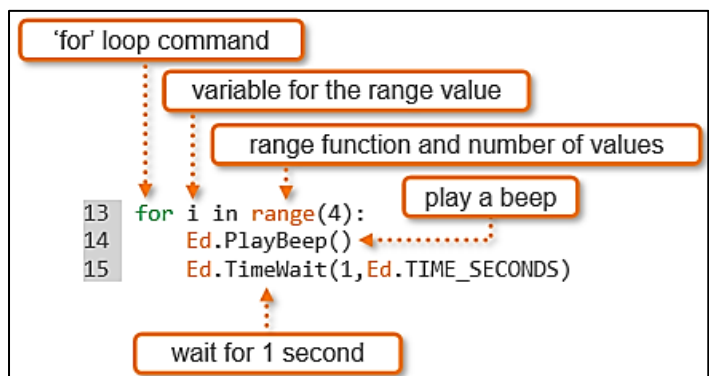 ‘for’ loop command
variable for the range value
range function and number of values
play a beep
13 for i in range(4):
14 Ed.PlayBeep()
15 Ed.TimeWait(1,Ed.TIME_SECONDS)
wait for 1 second